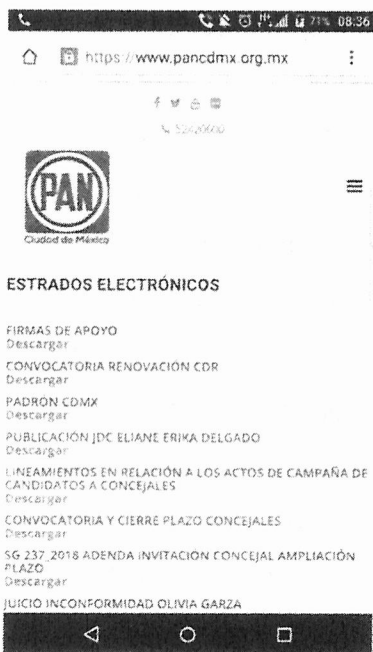 71% 08:36
https://www.pancdmx.org.mx
52420600
PAN
Ciudad de México
ESTRADOS ELECTRÓNICOS
FIRMAS DE APOYO
Descargar
CONVOCATORIA RENOVACIÓN CDR
Descargar
PADRÓN CDMX
Descargar
PUBLICACIÓN JDC ELIANE ERIKA DELGADO
Descargar
LINEAMIENTOS EN RELACIÓN A LOS ACTOS DE CAMPAÑA DE
CANDIDATOS A CONCEJALES
Descargar
CONVOCATORIA Y CIERRE PLAZO CONCEJALES
Descargar
SG 237_2018 ADENDA INVITACIÓN CONCEJAL AMPLIACIÓN
PLAZO
Descargar
JUICIO INCONFORMIDAD OLIVIA GARZA